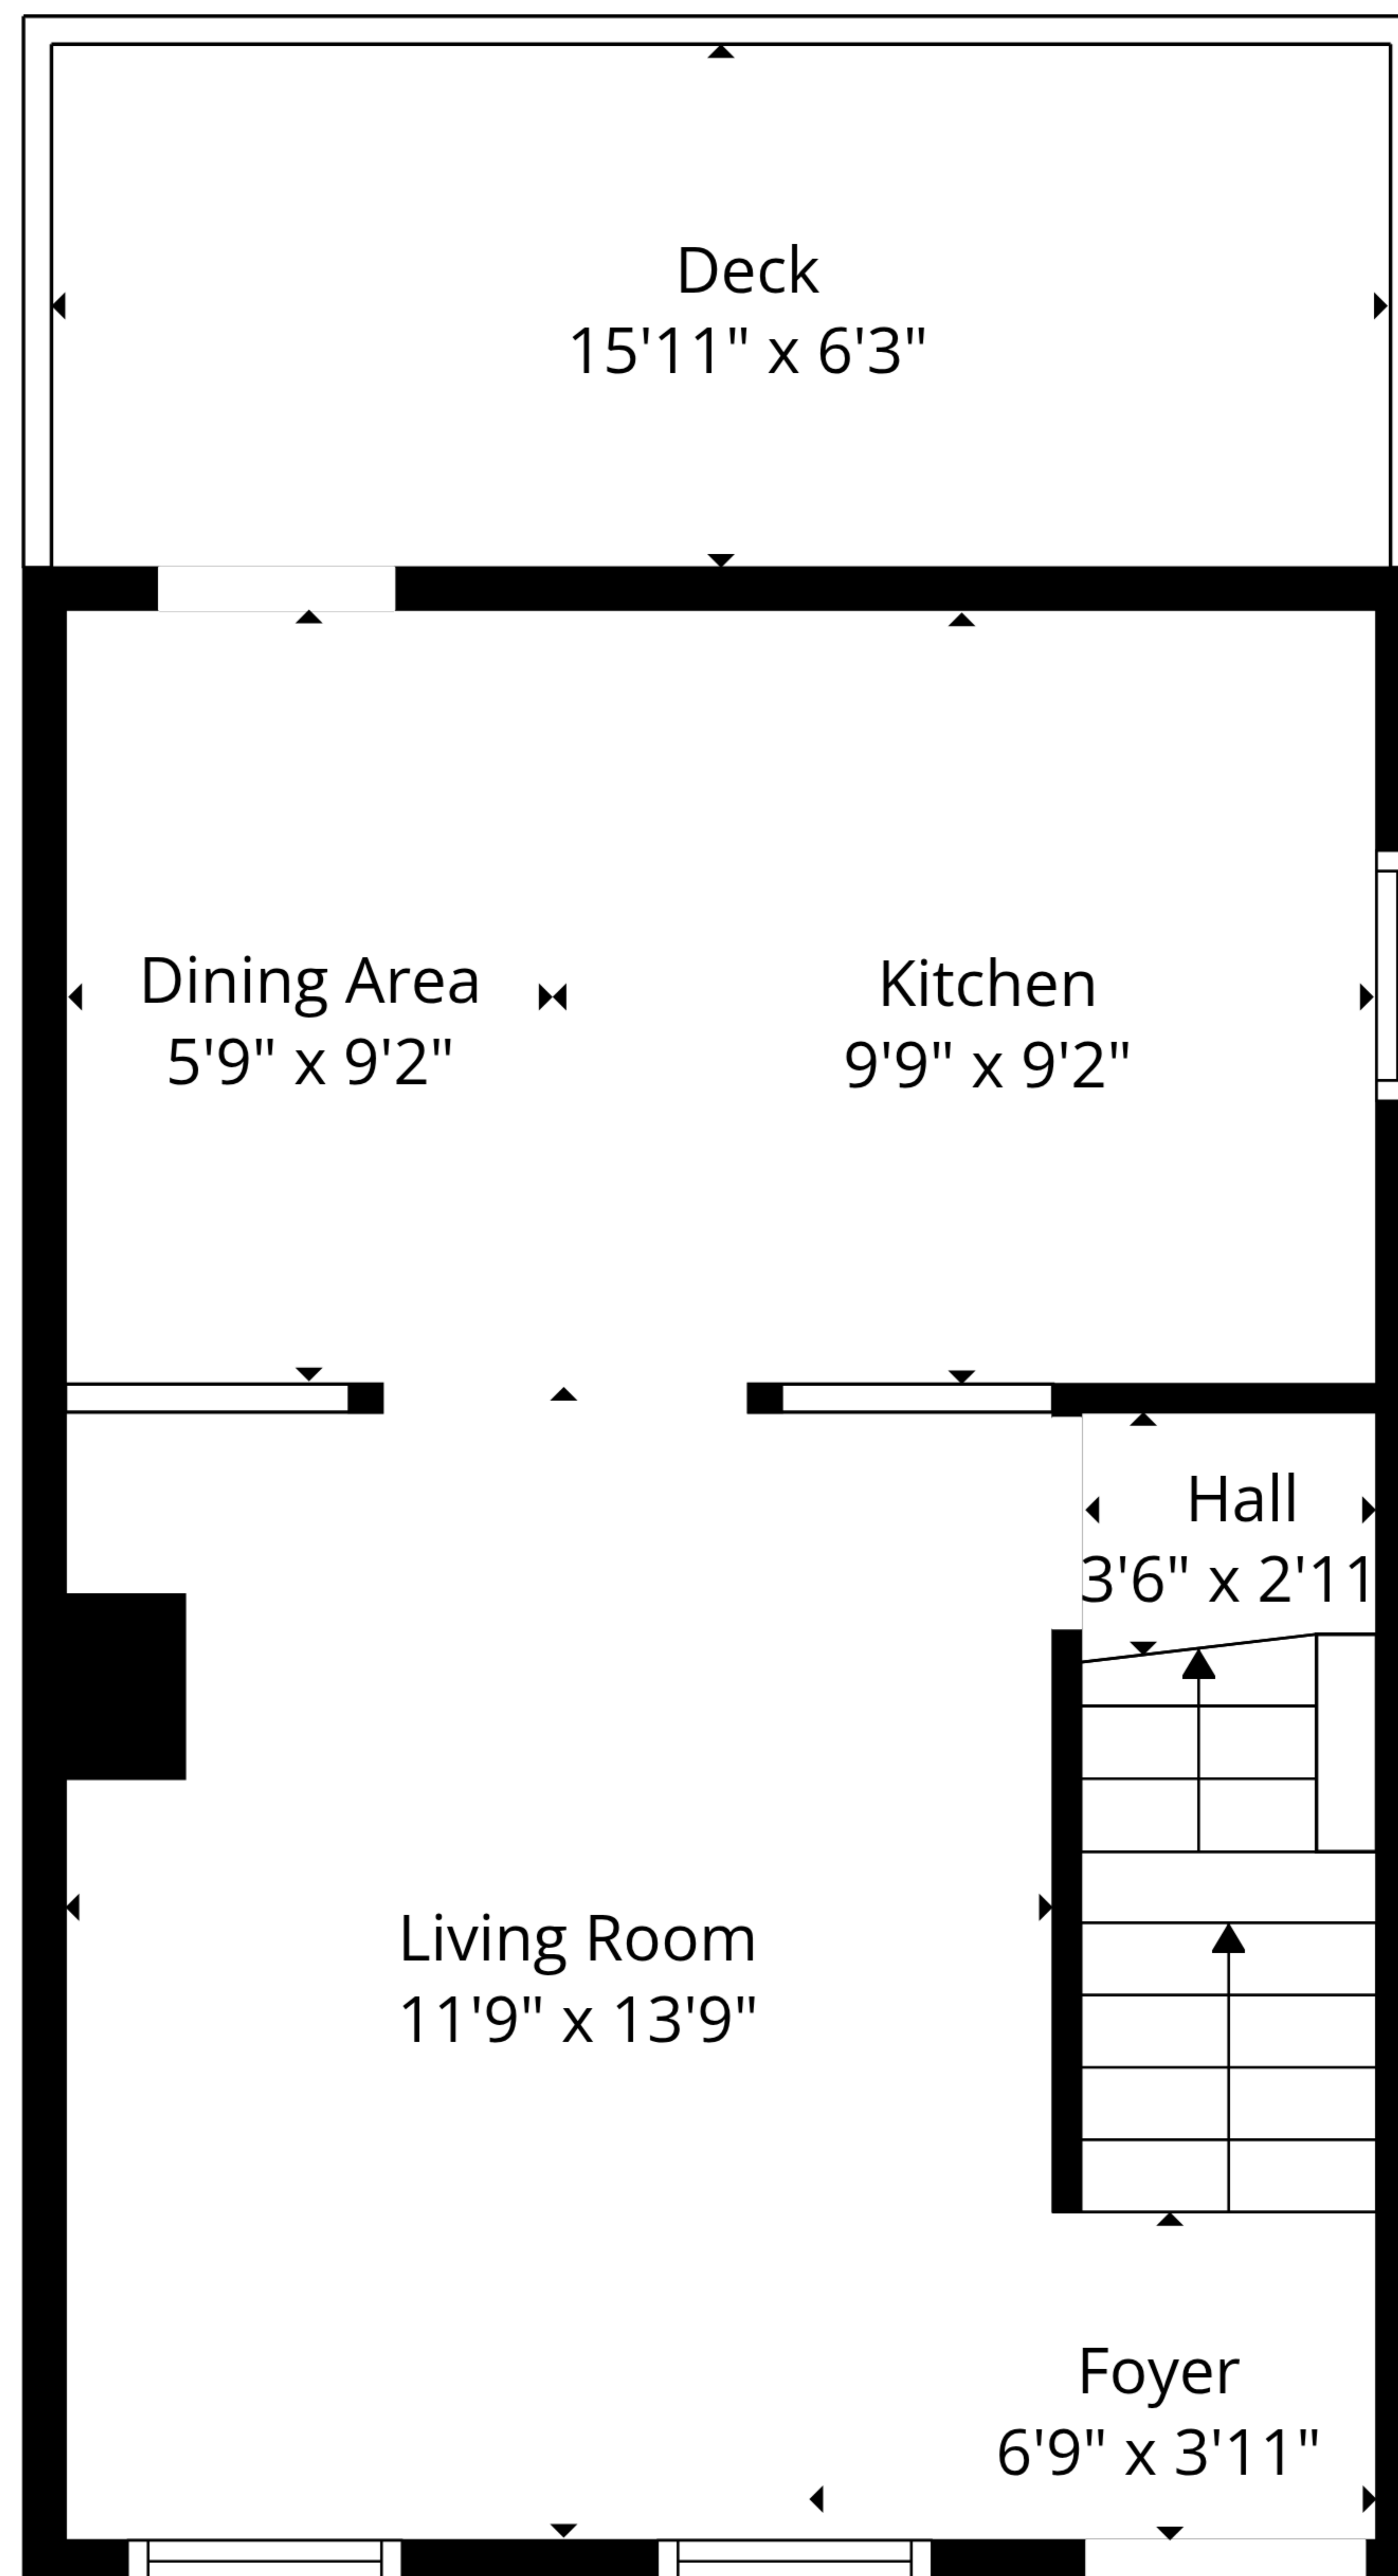 Deck
15'11" x 6'3"
Dining Area
5'9" x 9'2"
Kitchen
9'9" x 9'2"
Hall
3'6" x 2'11
Living Room
11'9" x 13'9"
Foyer
6'9" x 3'11"